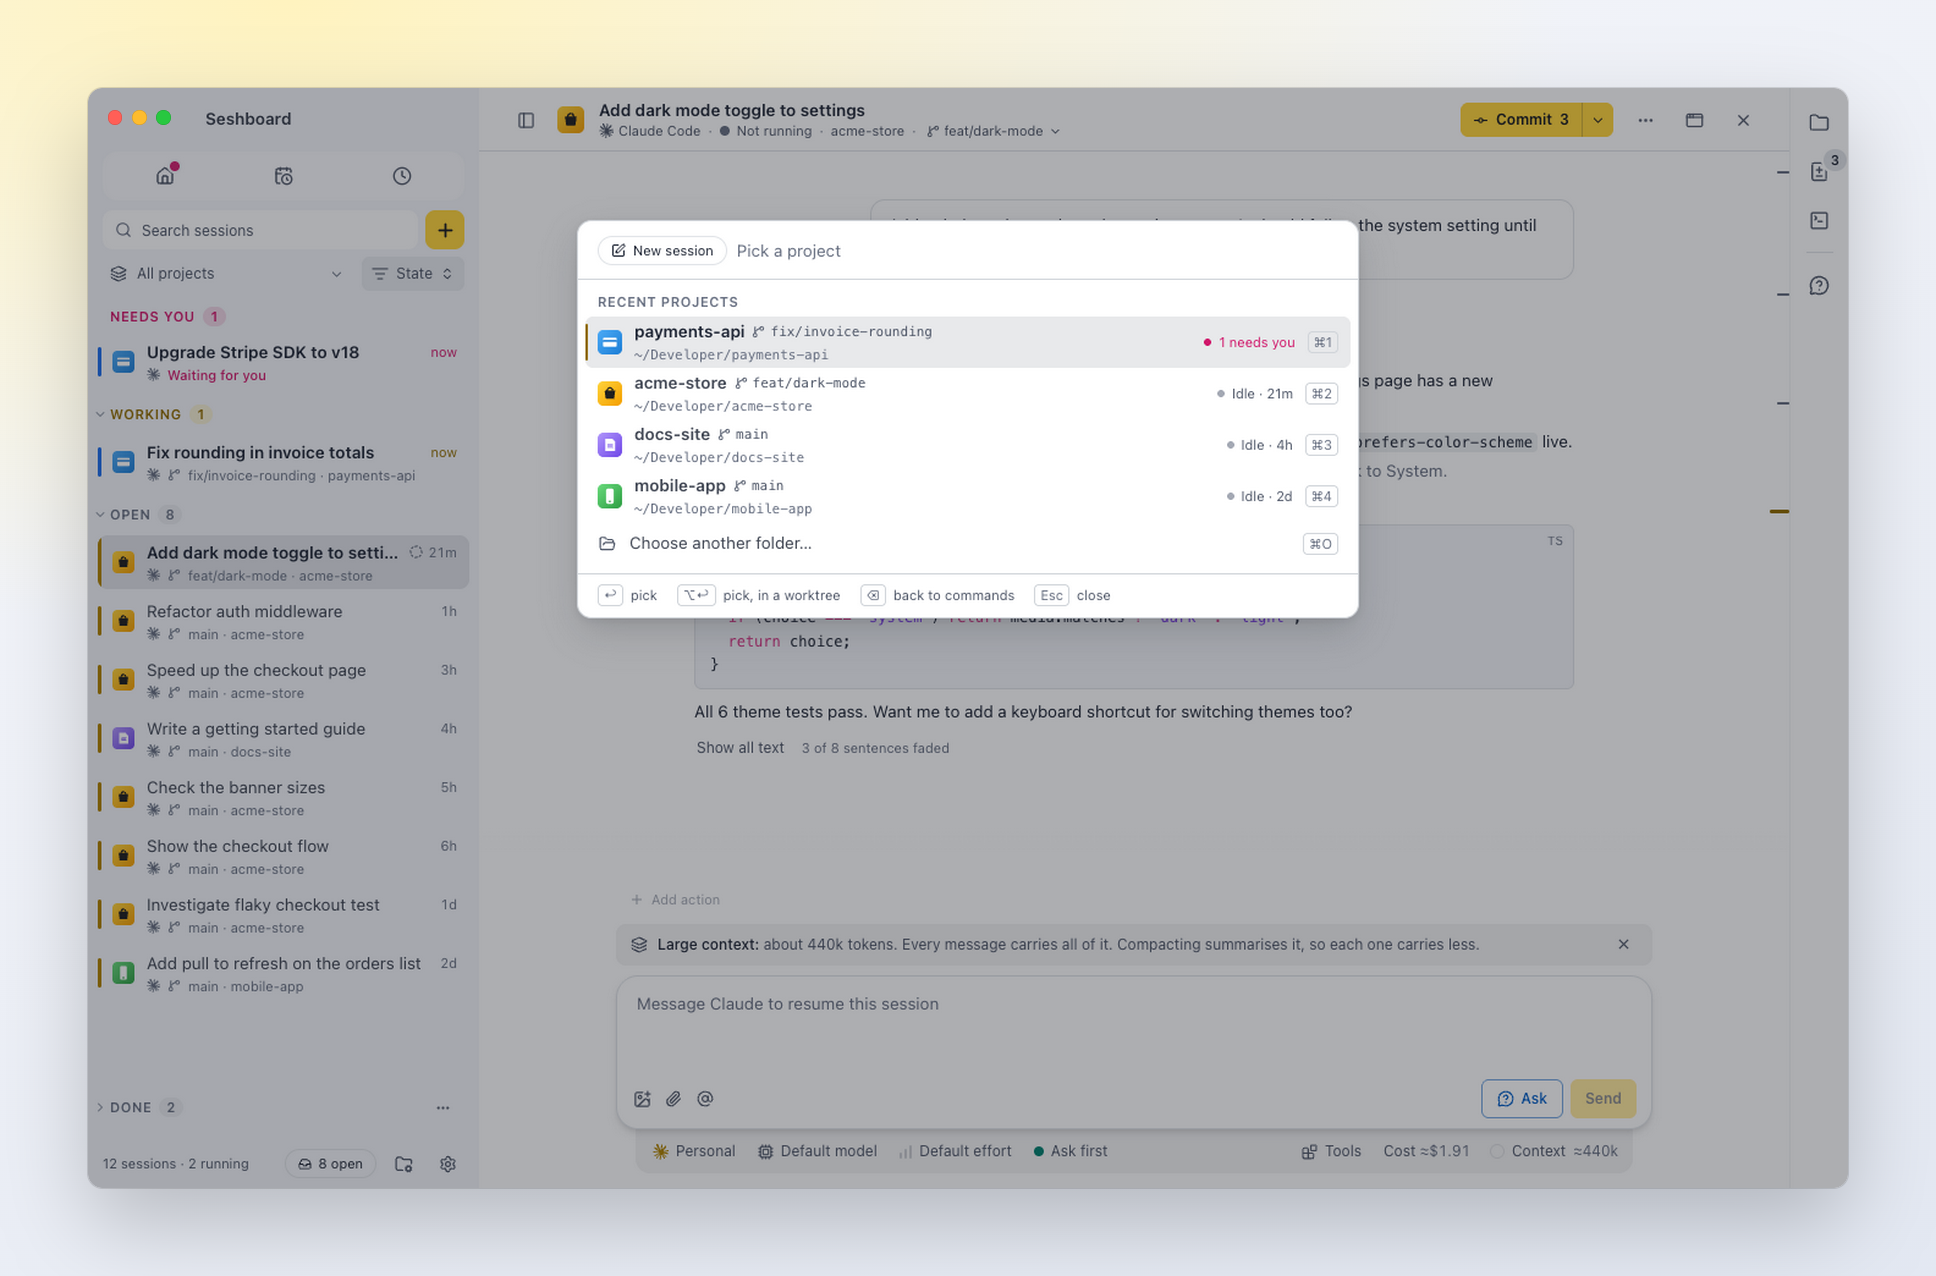 Seshboard
Search sessions
All projects
State
NEEDS YOU 1
Upgrade Stripe SDK to v18 now
Waiting for you
WORKING 1
Fix rounding in invoice totals now
fix/invoice-rounding · payments-api
OPEN 8
Add dark mode toggle to setti... 21m
feat/dark-mode · acme-store
Refactor auth middleware 1h
main · acme-store
Speed up the checkout page 3h
main · acme-store
Write a getting started guide 4h
main · docs-site
Check the banner sizes 5h
main · acme-store
Show the checkout flow 6h
main · acme-store
Investigate flaky checkout test 1d
main · acme-store
Add pull to refresh on the orders list 2d
main · mobile-app
DONE 2
12 sessions · 2 running
8 open
Add dark mode toggle to settings
Claude Code · Not running · acme-store · feat/dark-mode
Commit 3
3
the system setting until
New session Pick a project
RECENT PROJECTS
payments-api fix/invoice-rounding
~/Developer/payments-api
1 needs you ⌘1
acme-store feat/dark-mode
~/Developer/acme-store
Idle · 21m ⌘2
docs-site main
~/Developer/docs-site
Idle · 4h ⌘3
mobile-app main
~/Developer/mobile-app
Idle · 2d ⌘4
Choose another folder... ⌘O
↩ pick ⌥↩ pick, in a worktree ⌫ back to commands Esc close
page has a new
prefers-color-scheme live.
to System.
TS
return choice;
}
All 6 theme tests pass. Want me to add a keyboard shortcut for switching themes too?
Show all text 3 of 8 sentences faded
Add action
Large context: about 440k tokens. Every message carries all of it. Compacting summarises it, so each one carries less.
Message Claude to resume this session
Ask
Send
Personal Default model Default effort Ask first
Tools Cost ≈$1.91 Context ≈440k